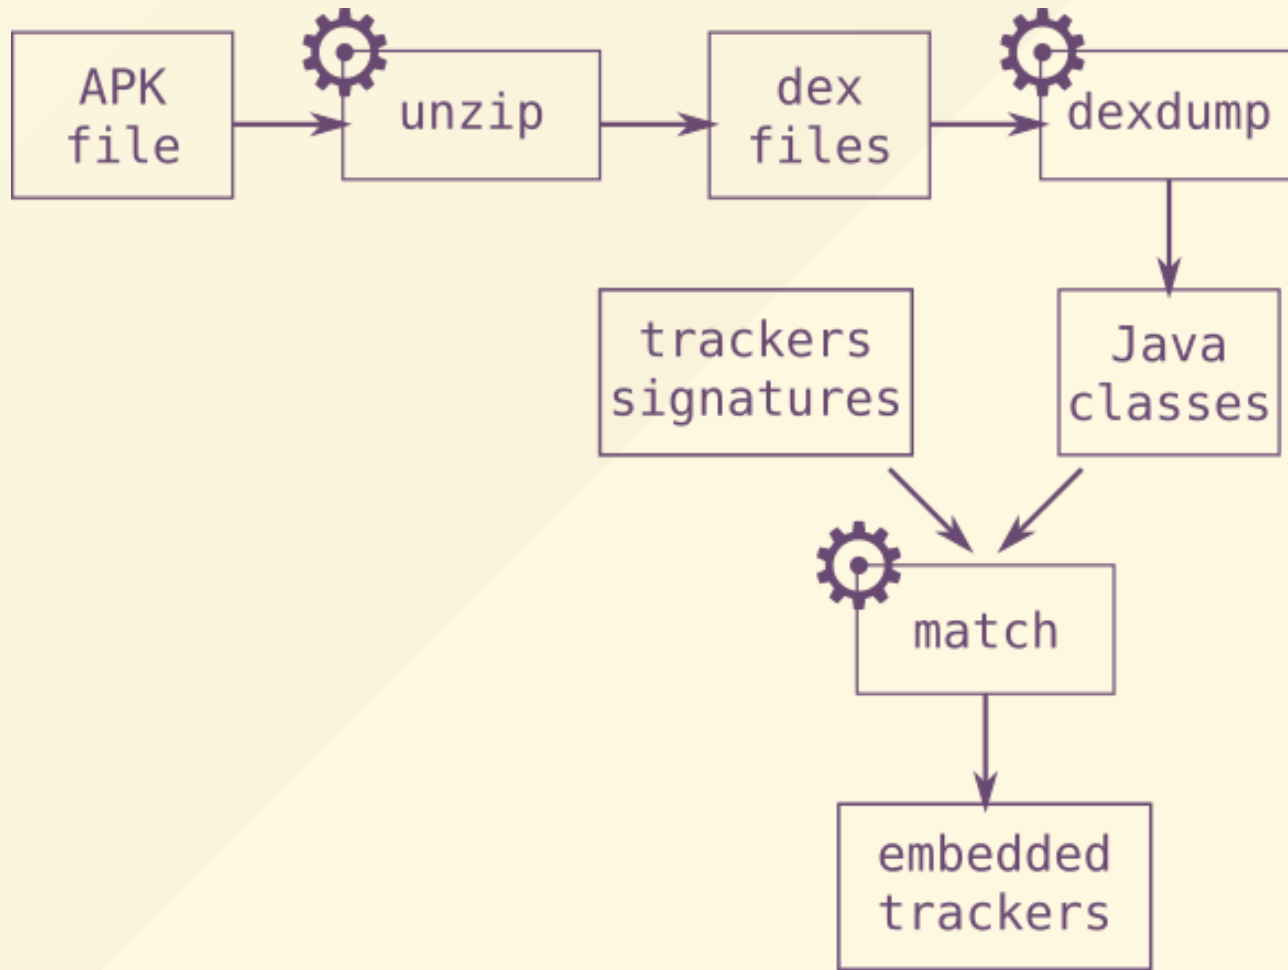 APK
file
unzip
dex
files
dexdump
trackers
signatures
Java
classes
match
embedded
trackers